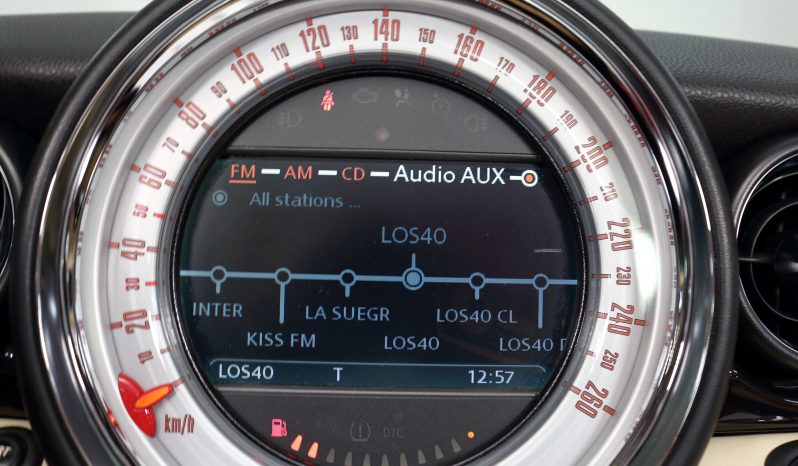 10 20 30 40 50 60 70 80 90 100 110 120 130 140 150 160 170 180 190 200 210 220 230 240 250 260
km/h
FM AM CD Audio AUX
All stations ...
LOS40
INTER LA SUEGR LOS40 CL
KISS FM LOS40 LOS40
LOS40 T 12:57
DTC